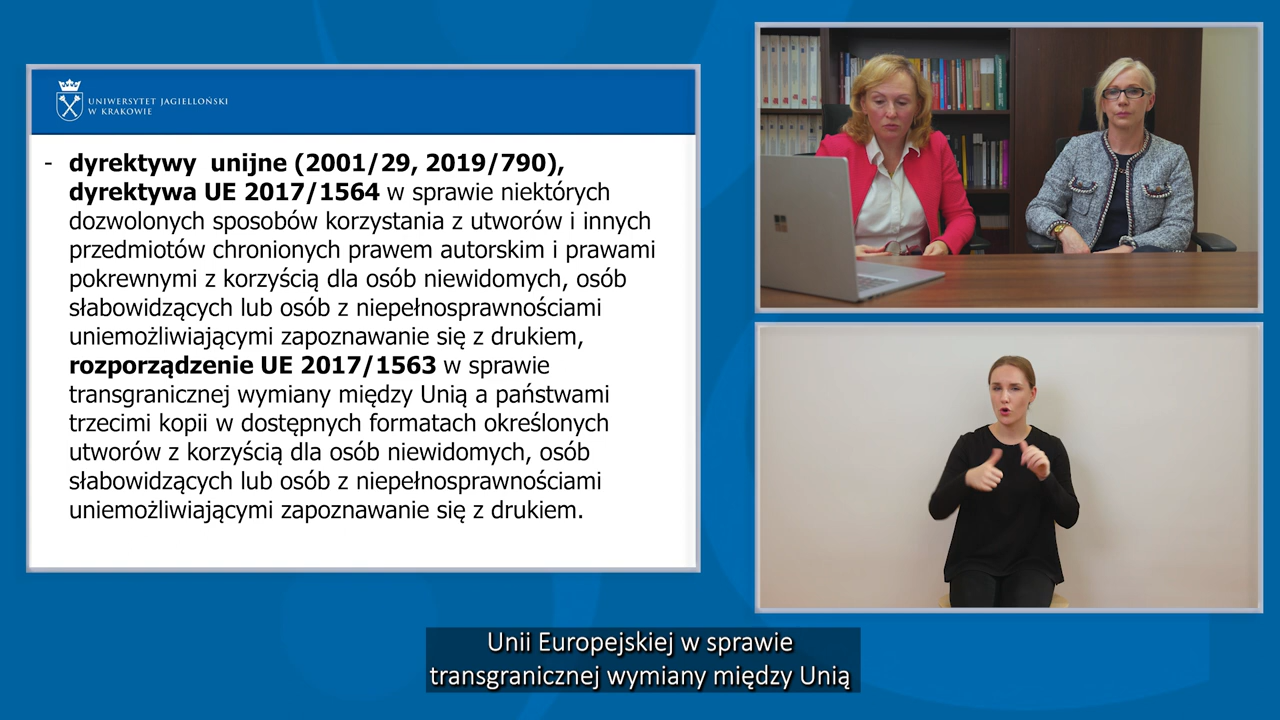 UNIWERSYTET JAGIELLOŃSKI
W KRAKOWIE
- dyrektywy unijne (2001/29, 2019/790),
dyrektywa UE 2017/1564 w sprawie niektórych
dozwolonych sposobów korzystania z utworów i innych
przedmiotów chronionych prawem autorskim i prawami
pokrewnymi z korzyścią dla osób niewidomych, osób
słabowidzących lub osób z niepełnosprawnościami
uniemożliwiającymi zapoznawanie się z drukiem,
rozporządzenie UE 2017/1563 w sprawie
transgranicznej wymiany między Unią a państwami
trzecimi kopii w dostępnych formatach określonych
utworów z korzyścią dla osób niewidomych, osób
słabowidzących lub osób z niepełnosprawnościami
uniemożliwiającymi zapoznawanie się z drukiem.
Unii Europejskiej w sprawie
transgranicznej wymiany między Unią